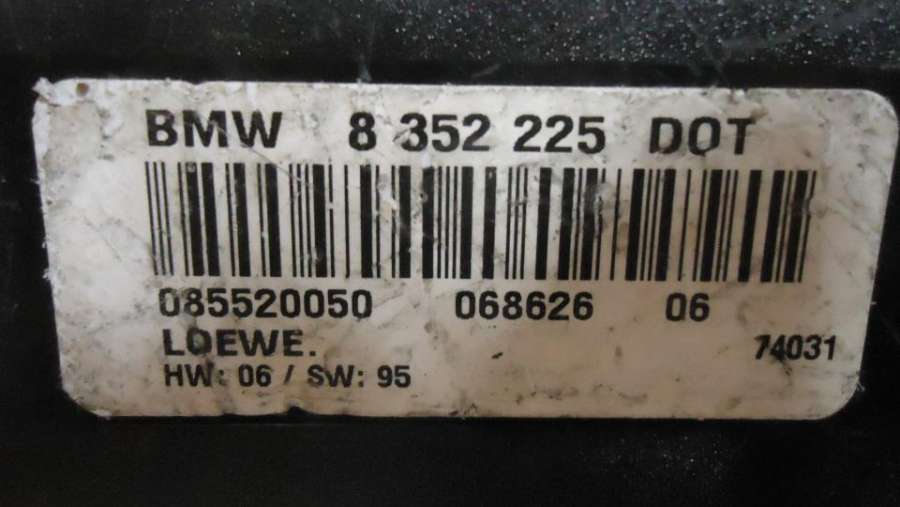 BMW 8 352 225 DOT
085520050 068626 06
LOEWE. 74031
HW: 06 / SW: 95